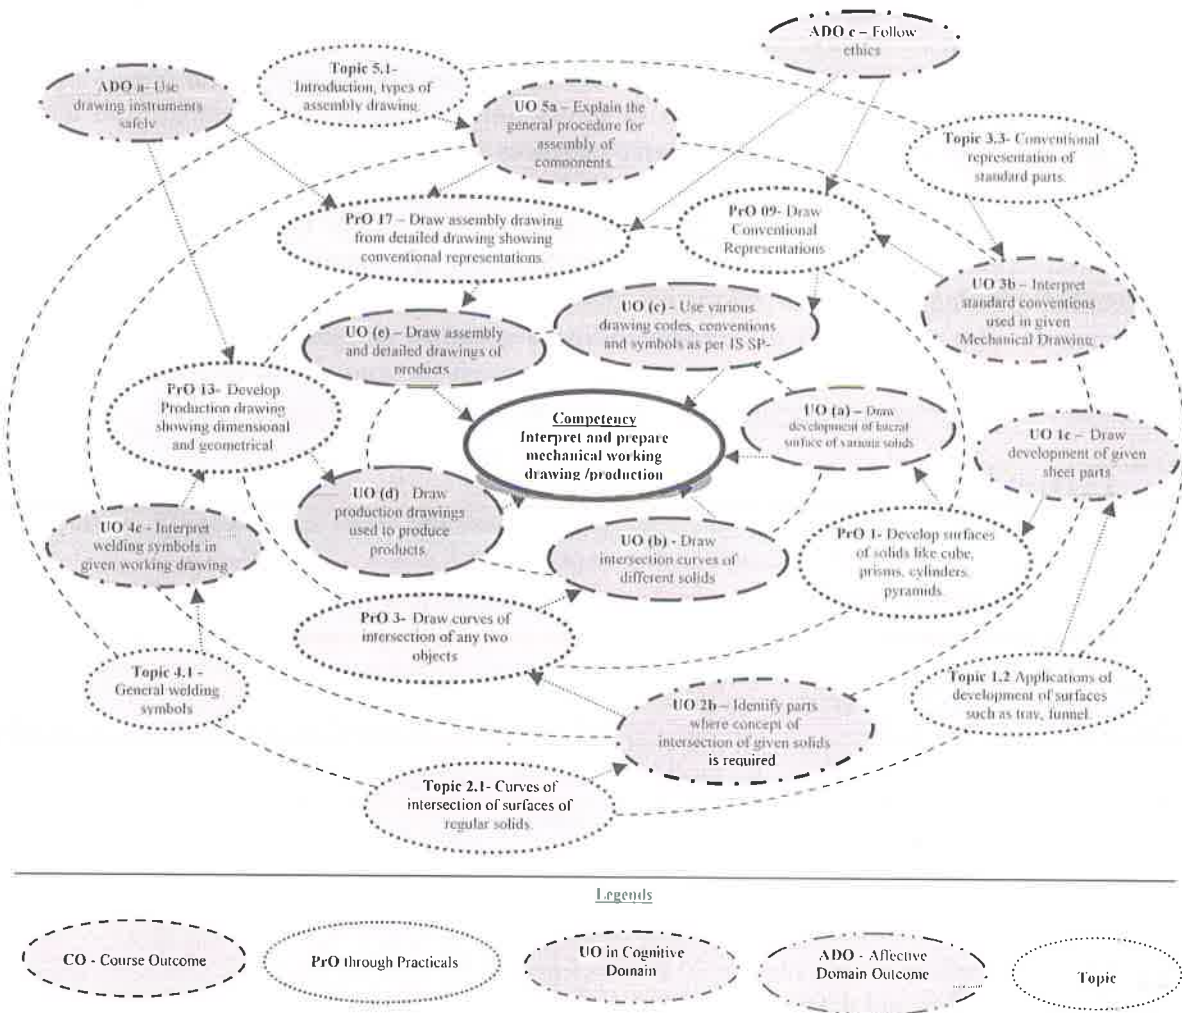 ADO c – Follow
ethics
Topic 5.1-
Introduction, types of
assembly drawing.
ADO a- Use
drawing instruments
safely
UO 5a – Explain the
general procedure for
assembly of
components.
Topic 3.3- Conventional
representation of
standard parts.
PrO 17 – Draw assembly drawing
from detailed drawing showing
conventional representations.
PrO 09- Draw
Conventional
Representations
UO 3b – Interpret
standard conventions
used in given
Mechanical Drawing.
UO (c) - Use various
drawing codes, conventions
and symbols as per IS SP-
UO (e) – Draw assembly
and detailed drawings of
products
PrO 13- Develop
Production drawing
showing dimensional
and geometrical
Competency
Interpret and prepare
mechanical working
drawing /production
UO (a) – Draw
development of lateral
surface of various solids
UO 1c – Draw
development of given
sheet parts.
UO (d) - Draw
production drawings
used to produce
products.
UO 4c - Interpret
welding symbols in
given working drawing
UO (b) - Draw
intersection curves of
different solids
PrO 1- Develop surfaces
of solids like cube,
prisms, cylinders,
pyramids.
PrO 3- Draw curves of
intersection of any two
objects
Topic 4.1 -
General welding
symbols
UO 2b – Identify parts
where concept of
intersection of given solids
is required
Topic 1.2 Applications of
development of surfaces
such as tray, funnel.
Topic 2.1- Curves of
intersection of surfaces of
regular solids.
Legends
CO - Course Outcome
PrO through Practicals
UO in Cognitive
Domain
ADO - Affective
Domain Outcome
Topic